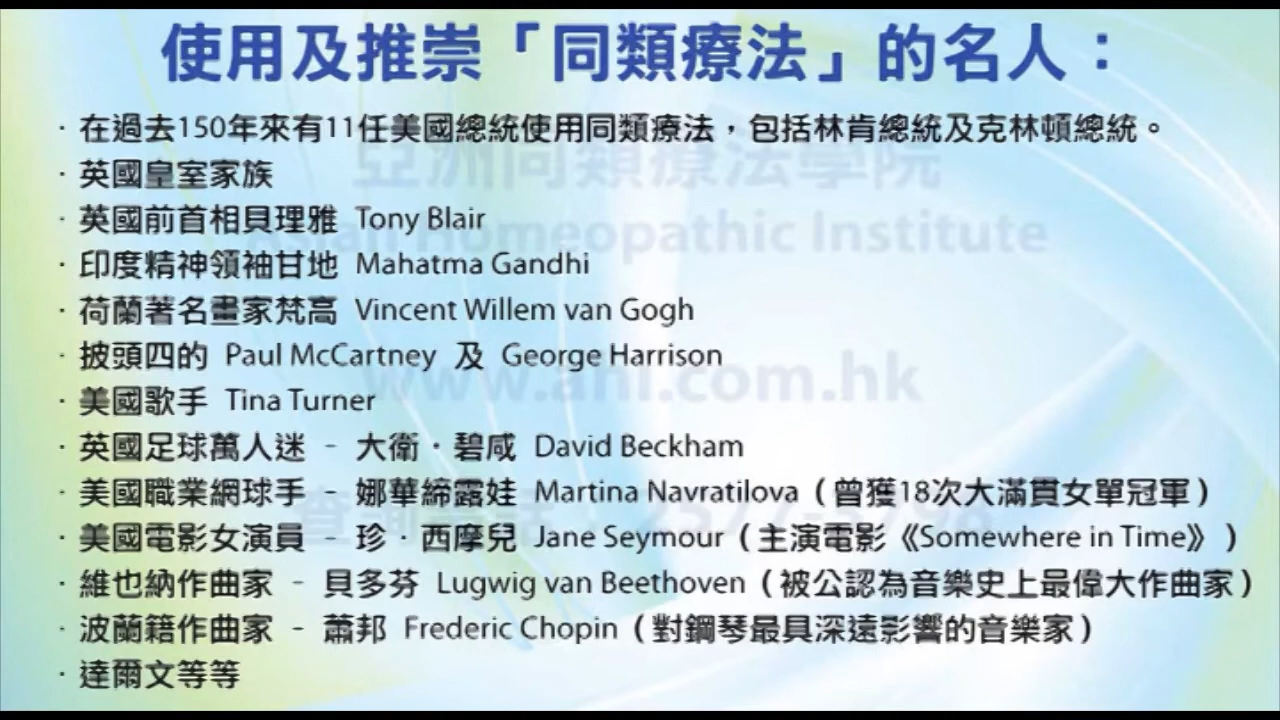 使用及推崇「同類療法」的名人：
· 在過去150年來有11任美國總統使用同類療法，包括林肯總統及克林頓總統。
亞洲同類療法學院
· 英國皇室家族
· 英國前首相貝理雅 Tony Blair
Asian Homeopathic Institute
· 印度精神領袖甘地 Mahatma Gandhi
· 荷蘭著名畫家梵高 Vincent Willem van Gogh
· 披頭四的 Paul McCartney 及 George Harrison
www.ahi.com.hk
· 美國歌手 Tina Turner
· 英國足球萬人迷 – 大衛·碧咸 David Beckham
· 美國職業網球手 – 娜華締露娃 Martina Navratilova（曾獲18次大滿貫女單冠軍）
· 美國電影女演員 – 珍·西摩兒 Jane Seymour（主演電影《Somewhere in Time》）
· 維也納作曲家 – 貝多芬 Lugwig van Beethoven（被公認為音樂史上最偉大作曲家）
· 波蘭籍作曲家 – 蕭邦 Frederic Chopin（對鋼琴最具深遠影響的音樂家）
· 達爾文等等